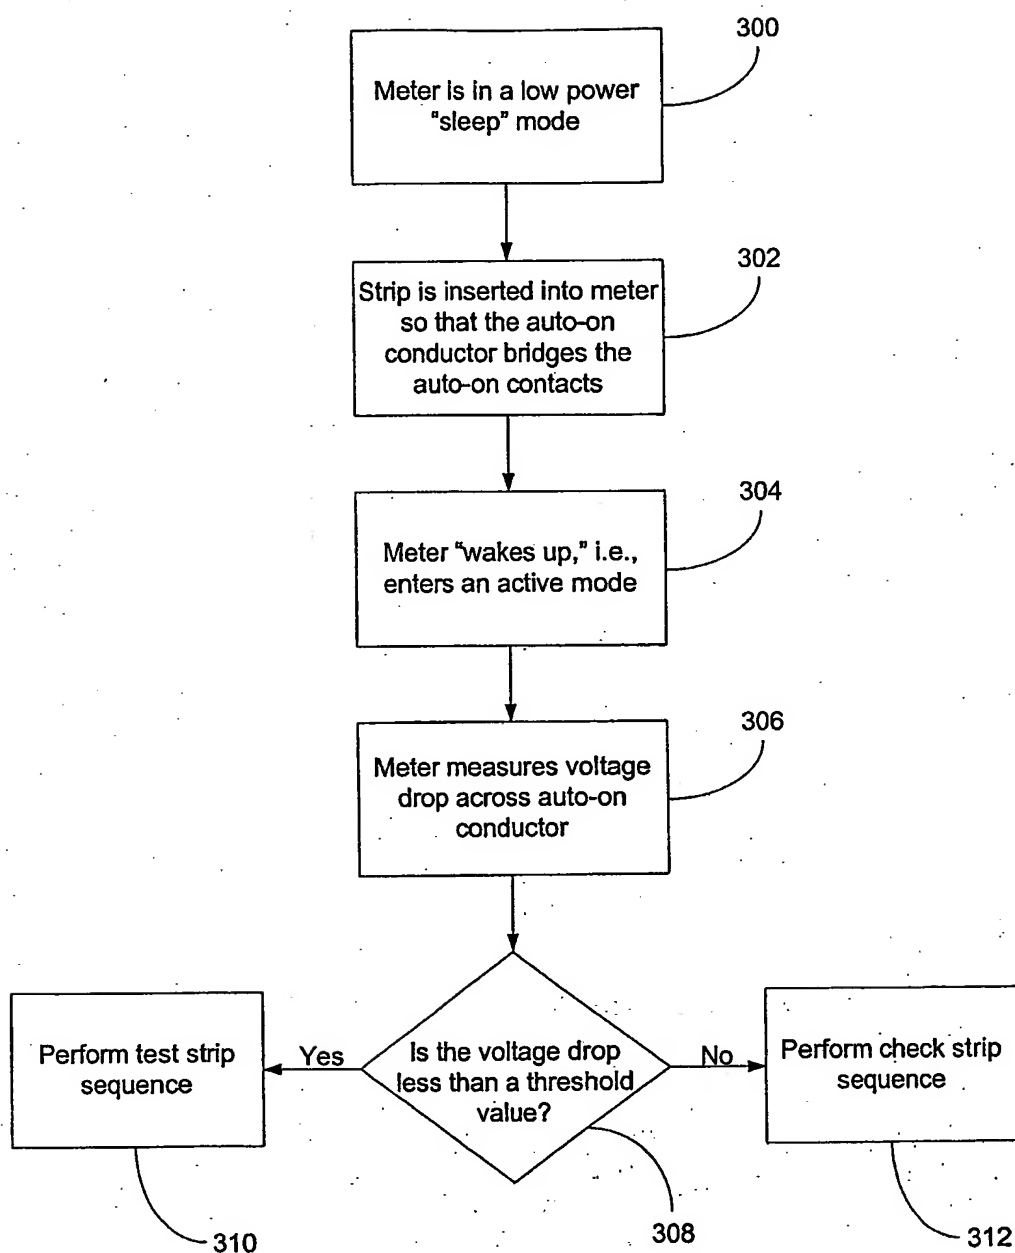 300
Meter is in a low power
"sleep" mode
302
Strip is inserted into meter
so that the auto-on
conductor bridges the
auto-on contacts
304
Meter "wakes up," i.e.,
enters an active mode
306
Meter measures voltage
drop across auto-on
conductor
Perform test strip
sequence
Yes
Is the voltage drop
less than a threshold
value?
No
Perform check strip
sequence
310
308
312